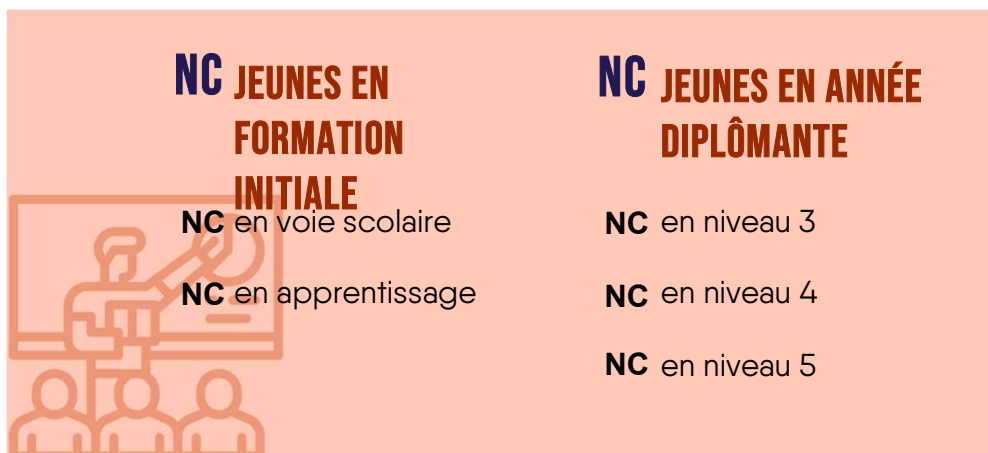 NC JEUNES EN
FORMATION
INITIALE
NC en voie scolaire
NC en apprentissage
NC JEUNES EN ANNÉE
DIPLÔMANTE
NC en niveau 3
NC en niveau 4
NC en niveau 5